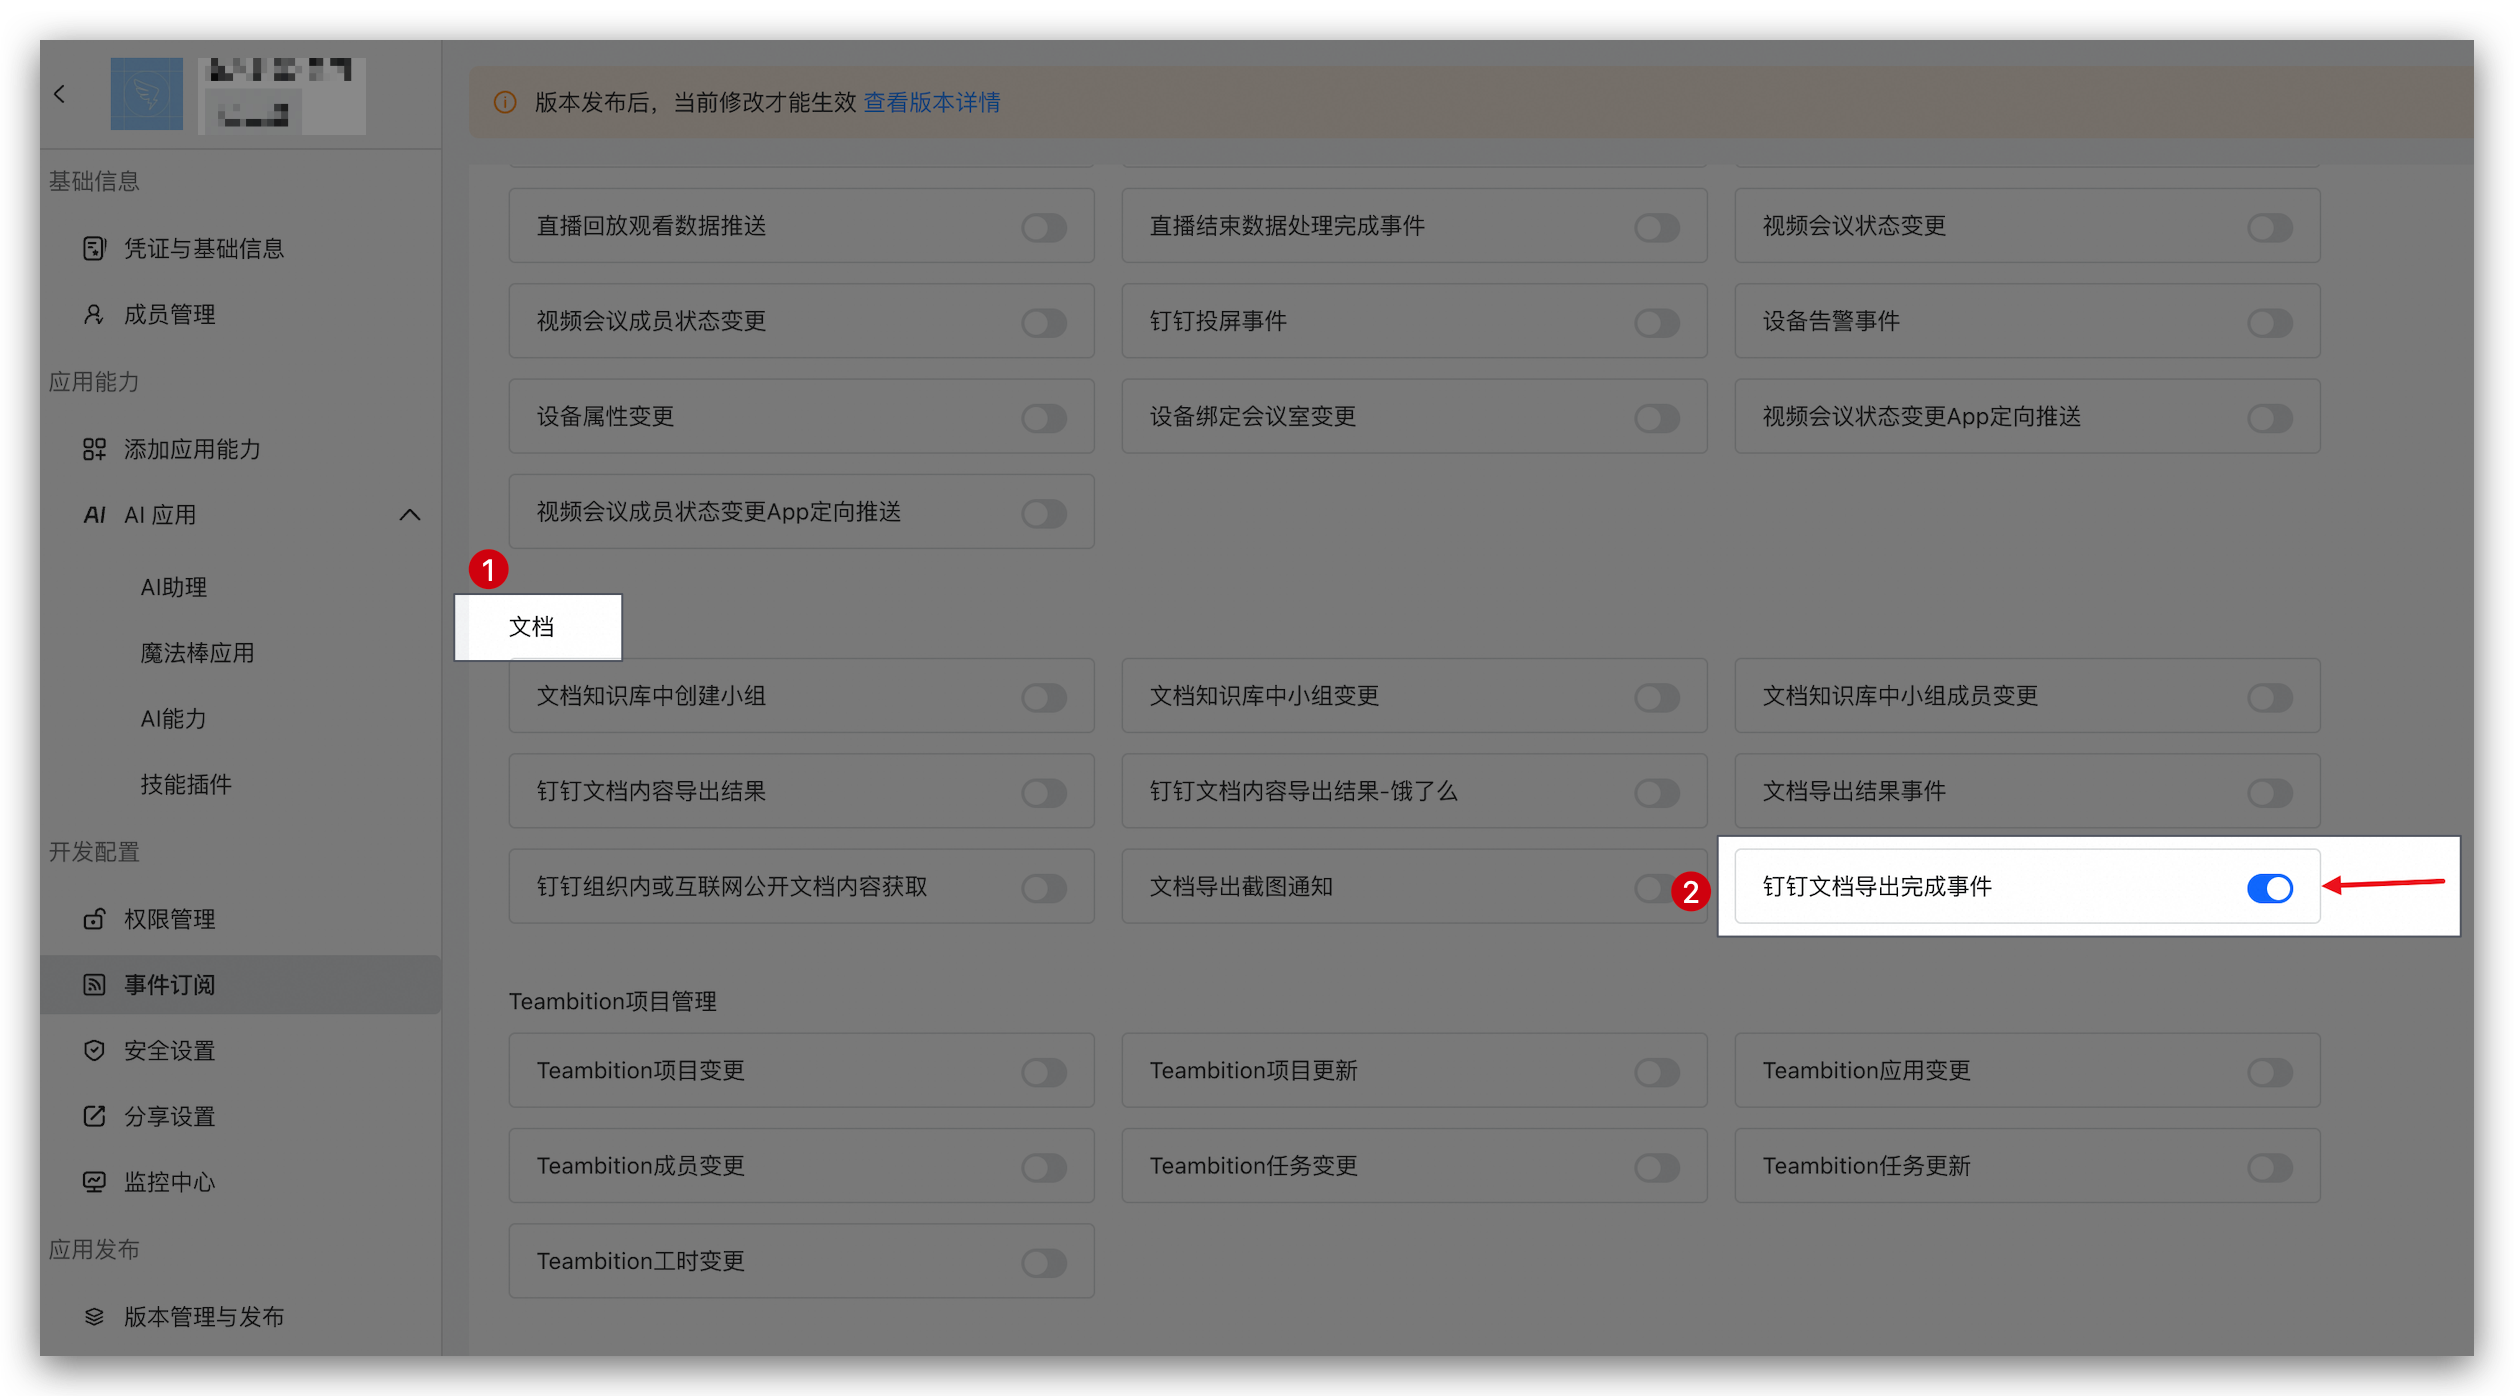 版本发布后，当前修改才能生效 查看版本详情
基础信息
凭证与基础信息
成员管理
应用能力
添加应用能力
AI AI 应用
AI助理
魔法棒应用
AI能力
技能插件
开发配置
权限管理
事件订阅
安全设置
分享设置
监控中心
应用发布
版本管理与发布
直播回放观看数据推送
直播结束数据处理完成事件
视频会议状态变更
视频会议成员状态变更
钉钉投屏事件
设备告警事件
设备属性变更
设备绑定会议室变更
视频会议状态变更App定向推送
视频会议成员状态变更App定向推送
1
文档
文档知识库中创建小组
文档知识库中小组变更
文档知识库中小组成员变更
钉钉文档内容导出结果
钉钉文档内容导出结果-饿了么
文档导出结果事件
钉钉组织内或互联网公开文档内容获取
文档导出截图通知
2
钉钉文档导出完成事件
Teambition项目管理
Teambition项目变更
Teambition项目更新
Teambition应用变更
Teambition成员变更
Teambition任务变更
Teambition任务更新
Teambition工时变更